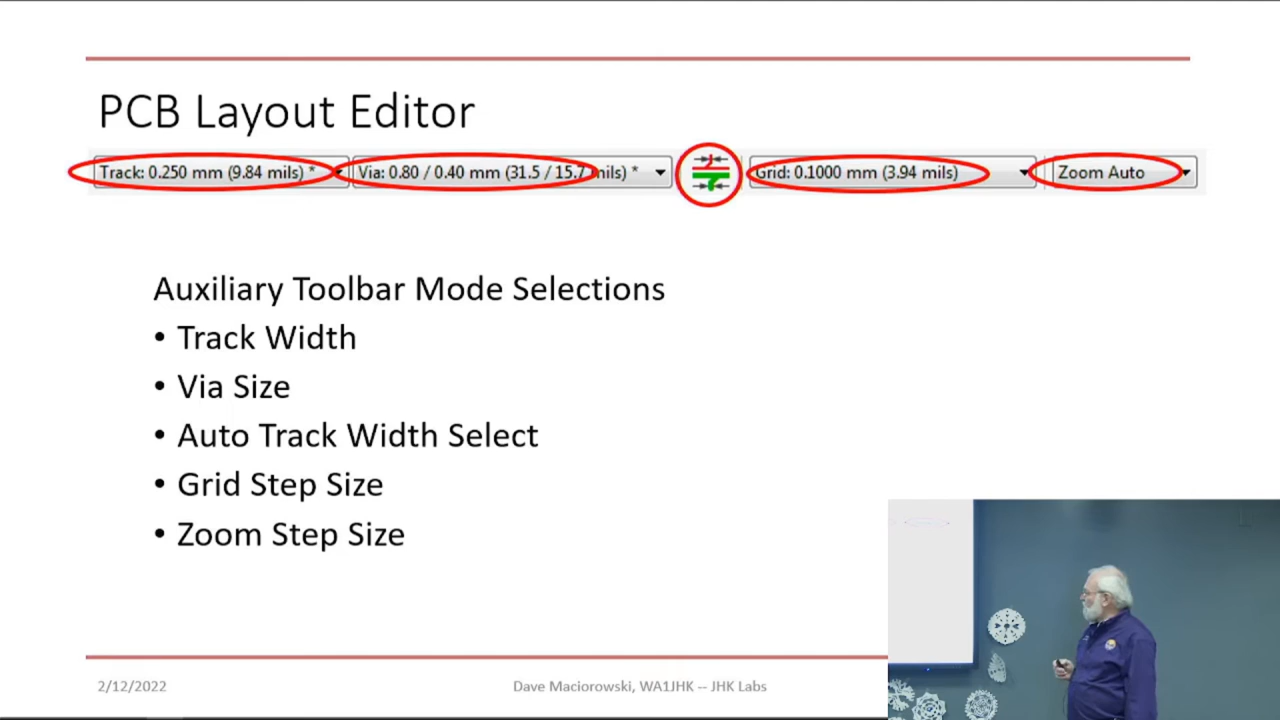 PCB Layout Editor
Track: 0.250 mm (9.84 mils) * Via: 0.80 / 0.40 mm (31.5 / 15.7 mils) * Grid: 0.1000 mm (3.94 mils) Zoom Auto
Auxiliary Toolbar Mode Selections
• Track Width
• Via Size
• Auto Track Width Select
• Grid Step Size
• Zoom Step Size
2/12/2022 Dave Maciorowski, WA1JHK -- JHK Labs